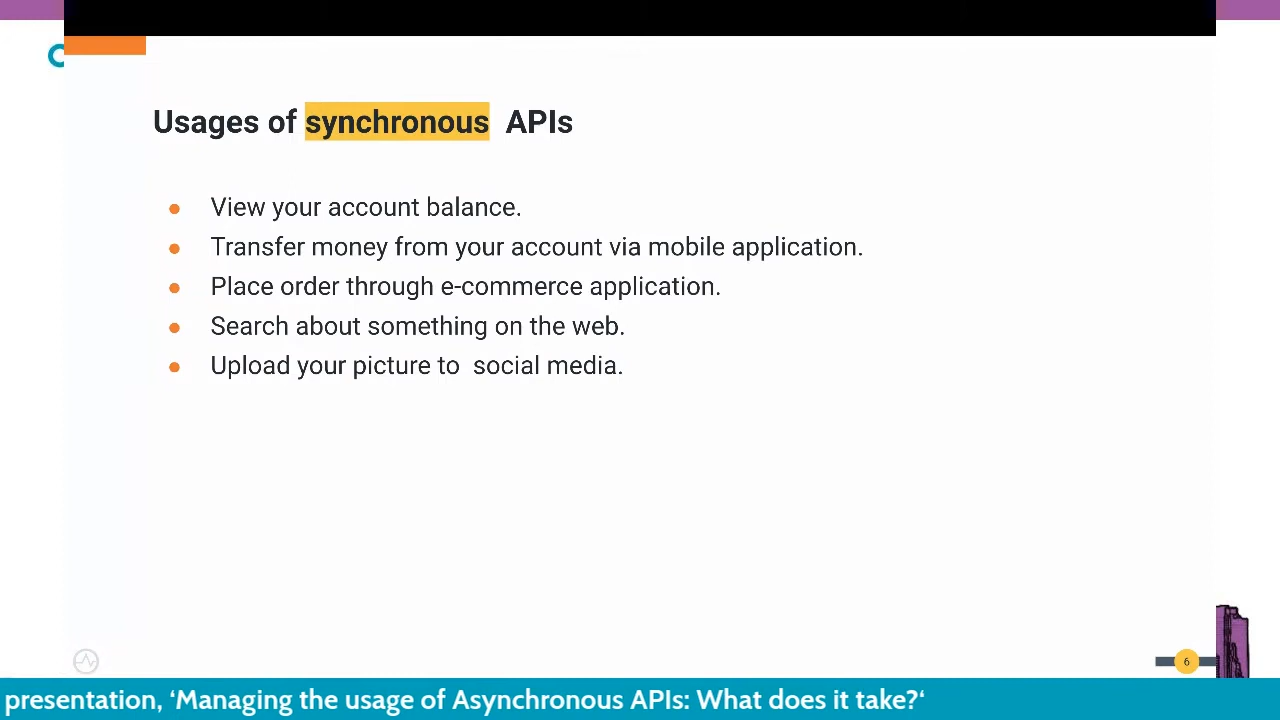 Usages of synchronous APIs
● View your account balance.
● Transfer money from your account via mobile application.
● Place order through e-commerce application.
● Search about something on the web.
● Upload your picture to social media.
6
presentation, ‘Managing the usage of Asynchronous APIs: What does it take?‘